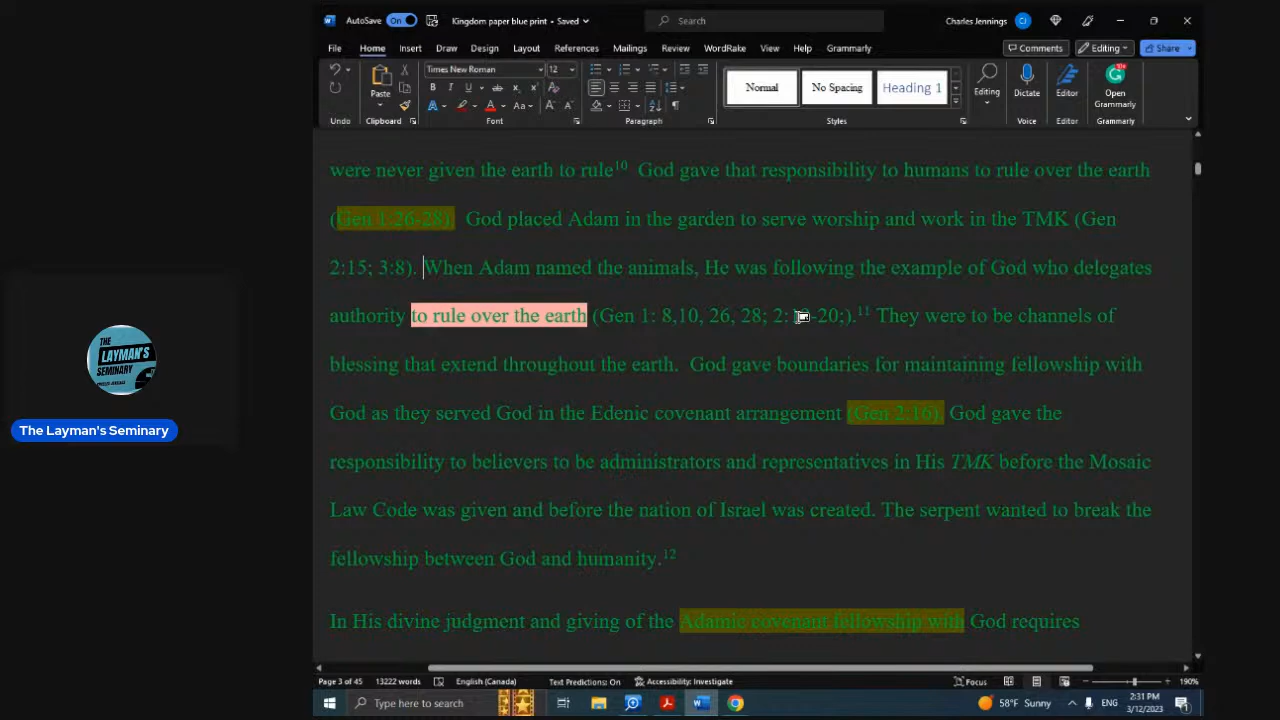 AutoSave On Kingdom paper blue print - Saved Search Charles Jennings CJ
File Home Insert Draw Design Layout References Mailings Review WordRake View Help Grammarly Comments Editing Share
Times New Roman 12
Paste Normal No Spacing Heading 1 Editing Dictate Editor Open Grammarly
Undo Clipboard Font Paragraph Styles Voice Editor Grammarly
were never given the earth to rule10 God gave that responsibility to humans to rule over the earth
(Gen 1:26-28). God placed Adam in the garden to serve worship and work in the TMK (Gen
2:15; 3:8). When Adam named the animals, He was following the example of God who delegates
authority to rule over the earth (Gen 1: 8,10, 26, 28; 2: -20;).11 They were to be channels of
blessing that extend throughout the earth. God gave boundaries for maintaining fellowship with
God as they served God in the Edenic covenant arrangement (Gen 2:16). God gave the
responsibility to believers to be administrators and representatives in His TMK before the Mosaic
Law Code was given and before the nation of Israel was created. The serpent wanted to break the
fellowship between God and humanity.12
In His divine judgment and giving of the Adamic covenant fellowship with God requires
THE LAYMAN'S SEMINARY
The Layman's Seminary
Page 3 of 45 13222 words English (Canada) Text Predictions: On Accessibility: Investigate Focus 190%
Type here to search 58°F Sunny ENG 2:31 PM
3/12/2023